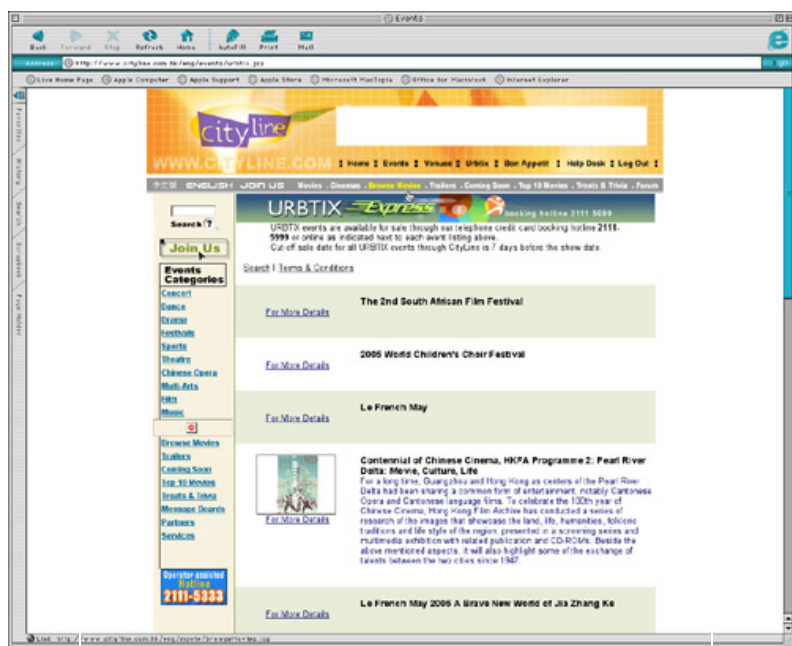 Events
Back Forward Stop Refresh Home AutoFill Print Mail
Address: http://www.cityline.com.hk/eng/events/urbtix.jsp
Live Home Page Apple Computer Apple Support Apple Store Microsoft MacTopia Office for Macintosh Internet Explorer
Favorites
History
Search
Scrapbook
Page Holder
cityline
WWW.CITYLINE.COM
Home Events Venues Urbtix Bon Appetit Help Desk Log Out
中文版 ENGLISH JOIN US Movies . Cinemas . Browse Movies . Trailers . Coming Soon . Top 10 Movies . Treats & Trivia . Forum
Search ?
Join Us
Events
Categories
Concert
Dance
Drama
Festivals
Sports
Theatre
Chinese Opera
Multi-Arts
Film
Music
Browse Movies
Trailers
Coming Soon
Top 10 Movies
Treats & Trivia
Message Boards
Partners
Services
Operator-assisted
Hotline
2111-5333
URBTIX Express booking hotline 2111 5999
URBTIX events are available for sale through our telephone credit card booking hotline 2111-
5999 or online as indicated next to each event listing above.
Cut-off sale date for all URBTIX events through CityLine is 7 days before the show date.
Search | Terms & Conditions
The 2nd South African Film Festival
For More Details
2005 World Children's Choir Festival
For More Details
Le French May
For More Details
Centennial of Chinese Cinema, HKFA Programme 2: Pearl River
Delta: Movie, Culture, Life
For a long time, Guangzhou and Hong Kong as centers of the Pearl River
Delta had been sharing a common form of entertainment, notably Cantonese
Opera and Cantonese language films. To celebrate the 100th year of
Chinese Cinema, Hong Kong Film Archive has conducted a series of
research of the images that showcase the land, life, humanities, folkloric
traditions and life style of the region, presented in a screening series and
multimedia exhibition with related publication and CD-ROMs. Beside the
above mentioned aspects, it will also highlight some of the exchange of
talents between the two cities since 1947.
For More Details
Le French May 2005 A Brave New World of Jia Zhang Ke
For More Details